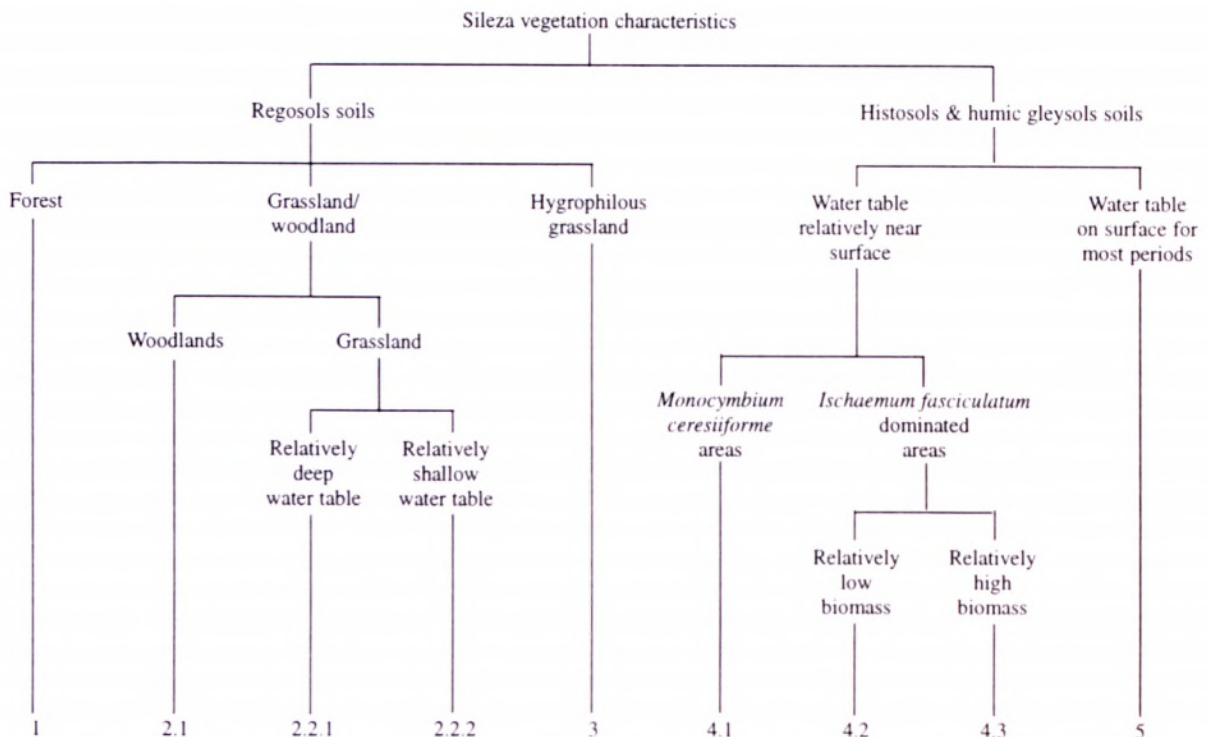 Sileza vegetation characteristics
Regosols soils
Histosols & humic gleysols soils
Forest
Grassland/
woodland
Hygrophilous
grassland
Water table
relatively near
surface
Water table
on surface for
most periods
Woodlands
Grassland
Monocymbium
ceresiiforme
areas
Ischaemum fasciculatum
dominated
areas
Relatively
deep
water table
Relatively
shallow
water table
Relatively
low
biomass
Relatively
high
biomass
1
2.1
2.2.1
2.2.2
3
4.1
4.2
4.3
5